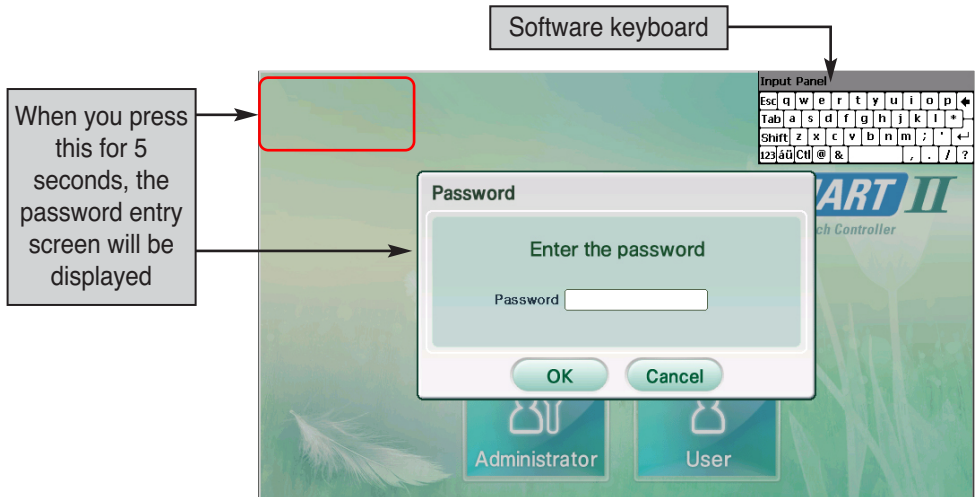 Software keyboard
When you press
this for 5
seconds, the
password entry
screen will be
displayed
Input Panel
Esc q w e r t y u i o p
Tab a s d f g h j k l *
Shift z x c v b n m ; '
123 áü Ctl @ & , . / ?
ART II
ch Controller
Password
Enter the password
Password
OK Cancel
Administrator User